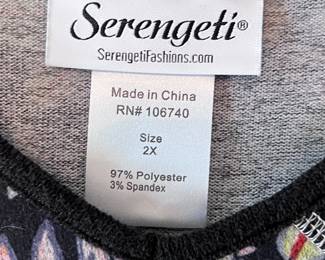 Serengeti®
SerengetiFashions.com
Made in China
RN# 106740
Size
2X
97% Polyester
3% Spandex